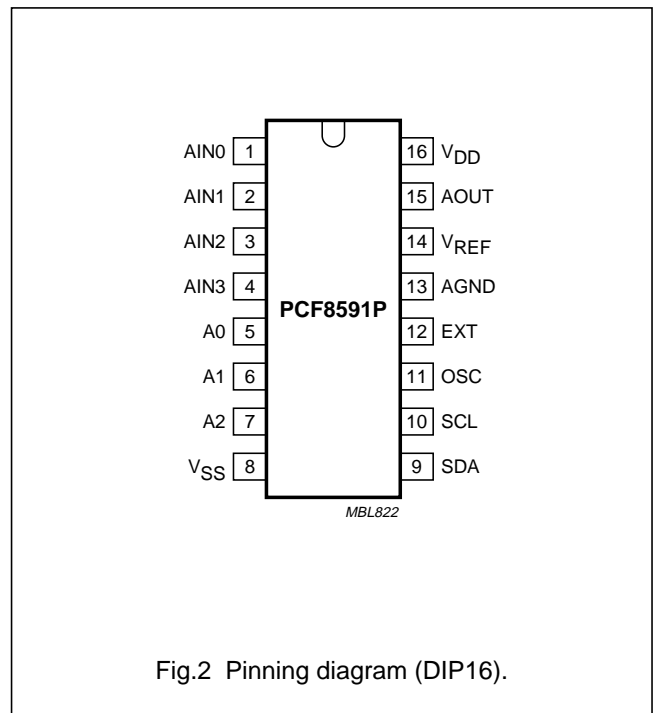 AIN0 1 16 VDD
AIN1 2 15 AOUT
AIN2 3 14 VREF
AIN3 4 13 AGND
PCF8591P
A0 5 12 EXT
A1 6 11 OSC
A2 7 10 SCL
VSS 8 9 SDA
MBL822
Fig.2 Pinning diagram (DIP16).